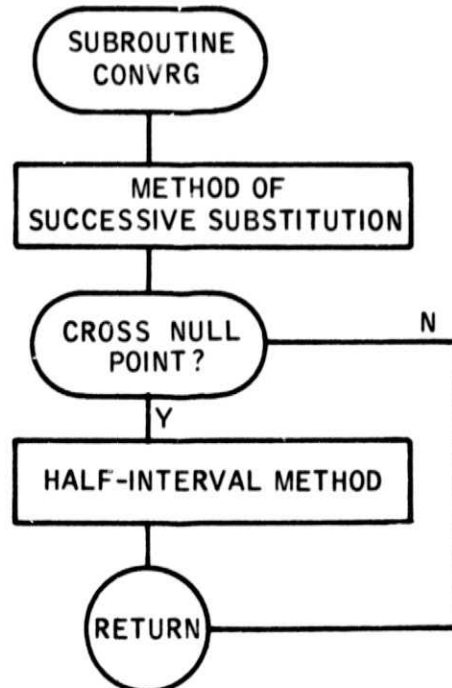 SUBROUTINE
CONVRG
METHOD OF
SUCCESSIVE SUBSTITUTION
CROSS NULL
POINT?
N
Y
HALF-INTERVAL METHOD
RETURN